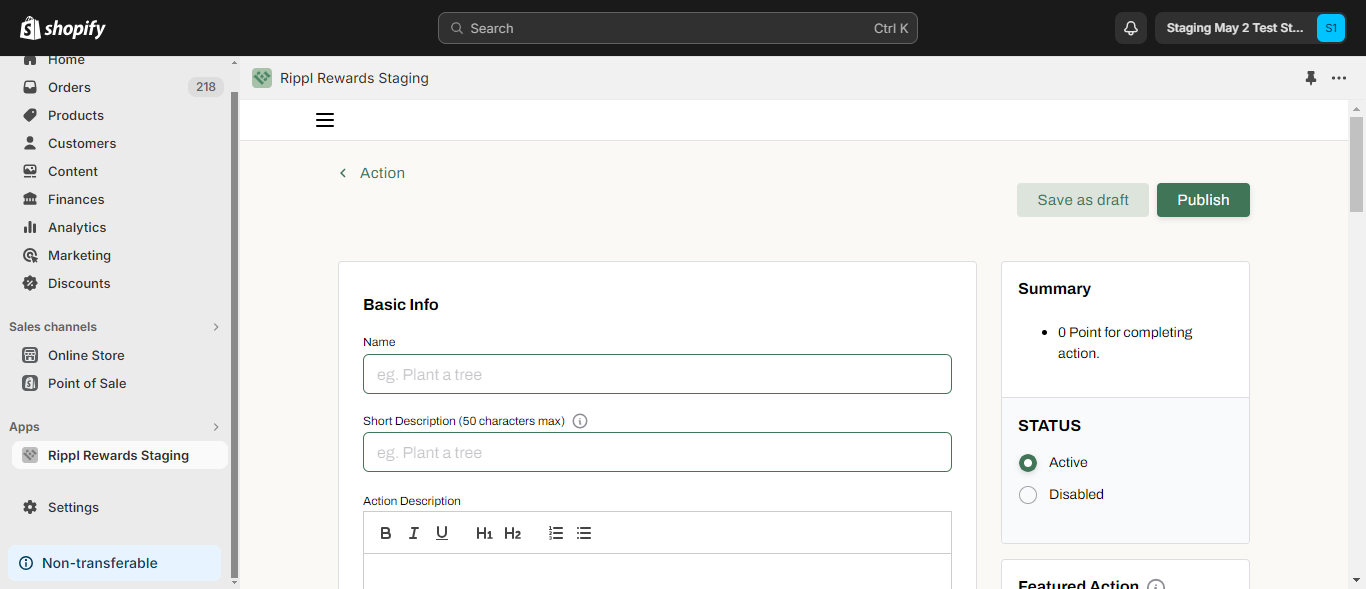 shopify
Search
Ctrl K
Staging May 2 Test St...
S1
Home
Orders
218
Products
Customers
Content
Finances
Analytics
Marketing
Discounts
Sales channels
Online Store
Point of Sale
Apps
Rippl Rewards Staging
Settings
Non-transferable
Rippl Rewards Staging
Action
Save as draft
Publish
Basic Info
Name
eg. Plant a tree
Short Description (50 characters max)
eg. Plant a tree
Action Description
B I U H1 H2
Summary
• 0 Point for completing
action.
STATUS
Active
Disabled
Featured Action